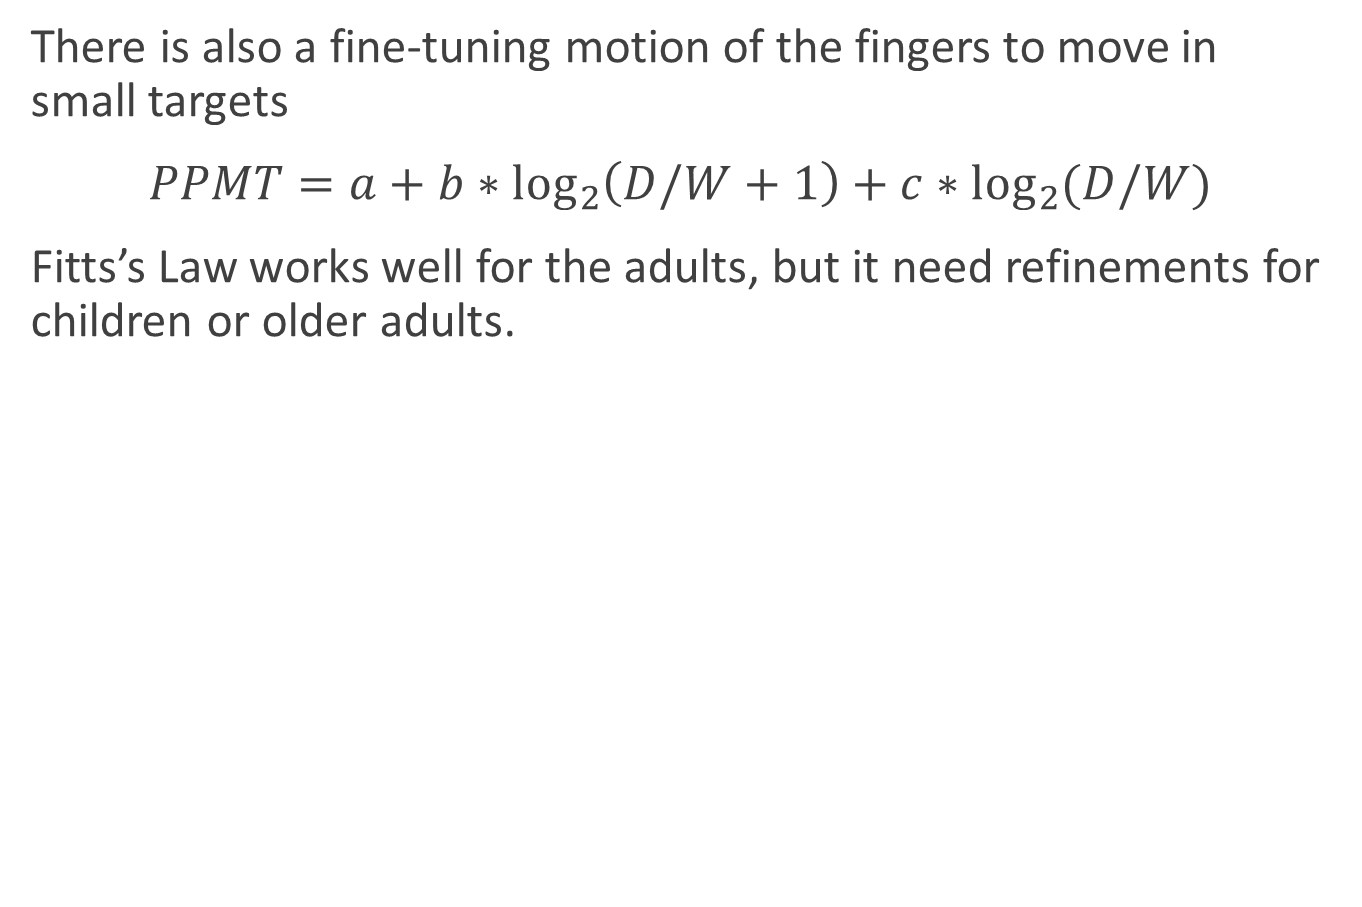 There is also a fine-tuning motion of the fingers to move in
small targets
PPMT = a + b ∗ log₂(D/W + 1) + c ∗ log₂(D/W)
Fitts’s Law works well for the adults, but it need refinements for
children or older adults.